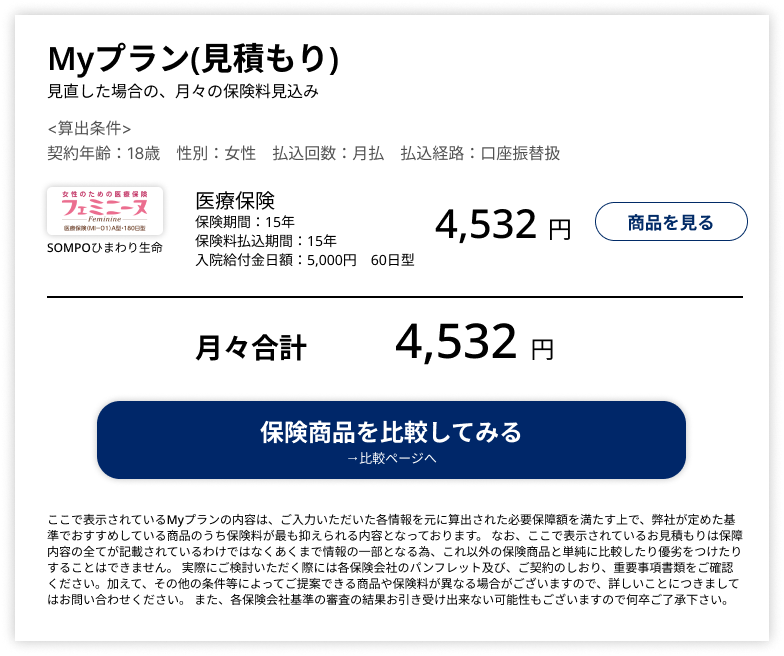 Myプラン(見積もり)
見直した場合の、月々の保険料見込み
<算出条件>
契約年齢：18歳　性別：女性　払込回数：月払　払込経路：口座振替扱
女性のための医療保険
フェミニーヌ
Feminine
医療保険(MI-01)A型・180日型
SOMPOひまわり生命
医療保険
保険期間：15年
保険料払込期間：15年
入院給付金日額：5,000円　60日型
4,532 円
商品を見る
月々合計　4,532 円
保険商品を比較してみる
→比較ページへ
ここで表示されているMyプランの内容は、ご入力いただいた各情報を元に算出された必要保障額を満たす上で、弊社が定めた基
準でおすすめしている商品のうち保険料が最も抑えられる内容となっております。 なお、ここで表示されているお見積もりは保障
内容の全てが記載されているわけではなくあくまで情報の一部となる為、これ以外の保険商品と単純に比較したり優劣をつけたり
することはできません。 実際にご検討いただく際には各保険会社のパンフレット及び、ご契約のしおり、重要事項書類をご確認
ください。加えて、その他の条件等によってご提案できる商品や保険料が異なる場合がございますので、詳しいことにつきまして
はお問い合わせください。 また、各保険会社基準の審査の結果お引き受け出来ない可能性もございますので何卒ご了承下さい。